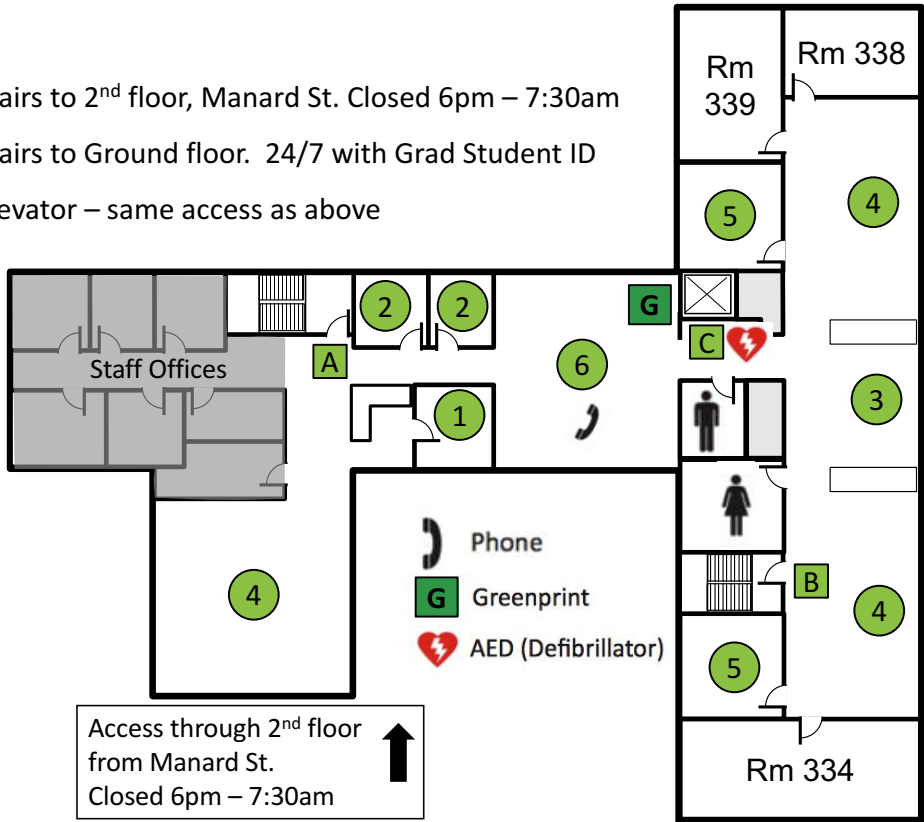 airs to 2nd floor, Manard St. Closed 6pm – 7:30am
airs to Ground floor.  24/7 with Grad Student ID
evator – same access as above
Rm
339
Rm 338
5
4
2
2
G
C
Staff Offices
A
6
1
3
Phone
G Greenprint
AED (Defibrillator)
4
B
4
5
Access through 2nd floor
from Manard St.
Closed 6pm – 7:30am
Rm 334